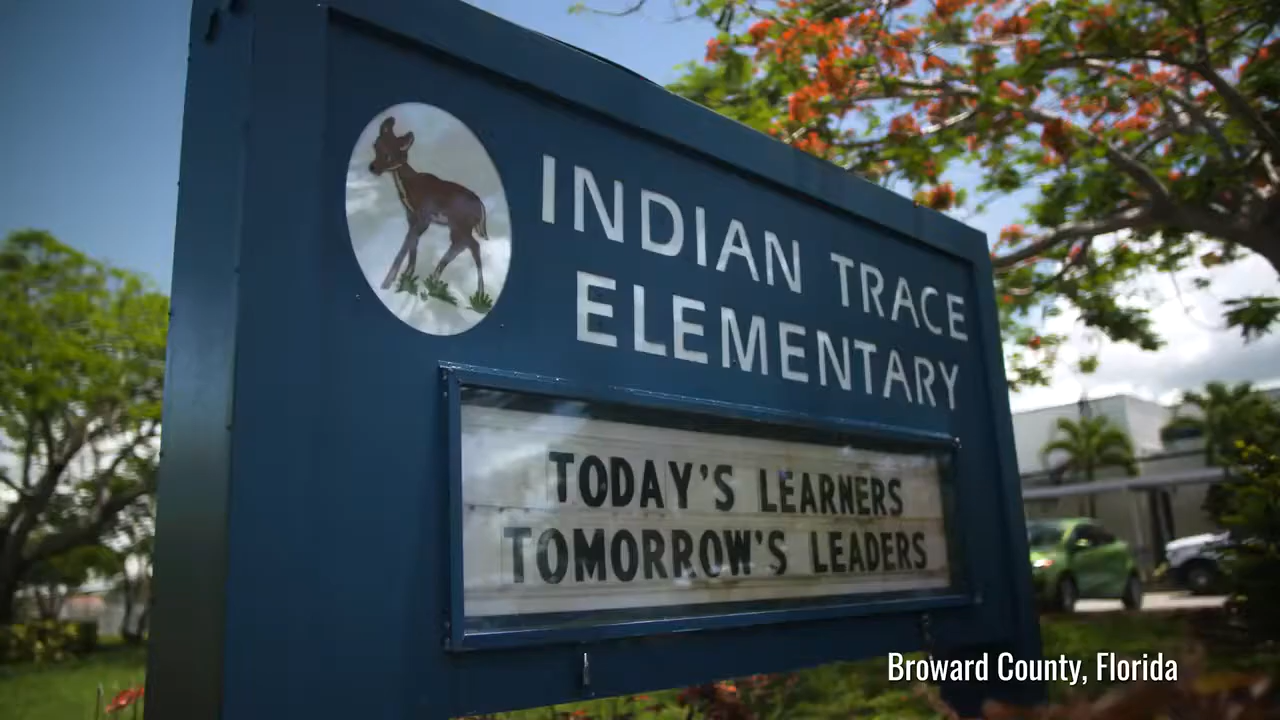 INDIAN TRACE
ELEMENTARY
TODAY'S LEARNERS
TOMORROW'S LEADERS
Broward County, Florida